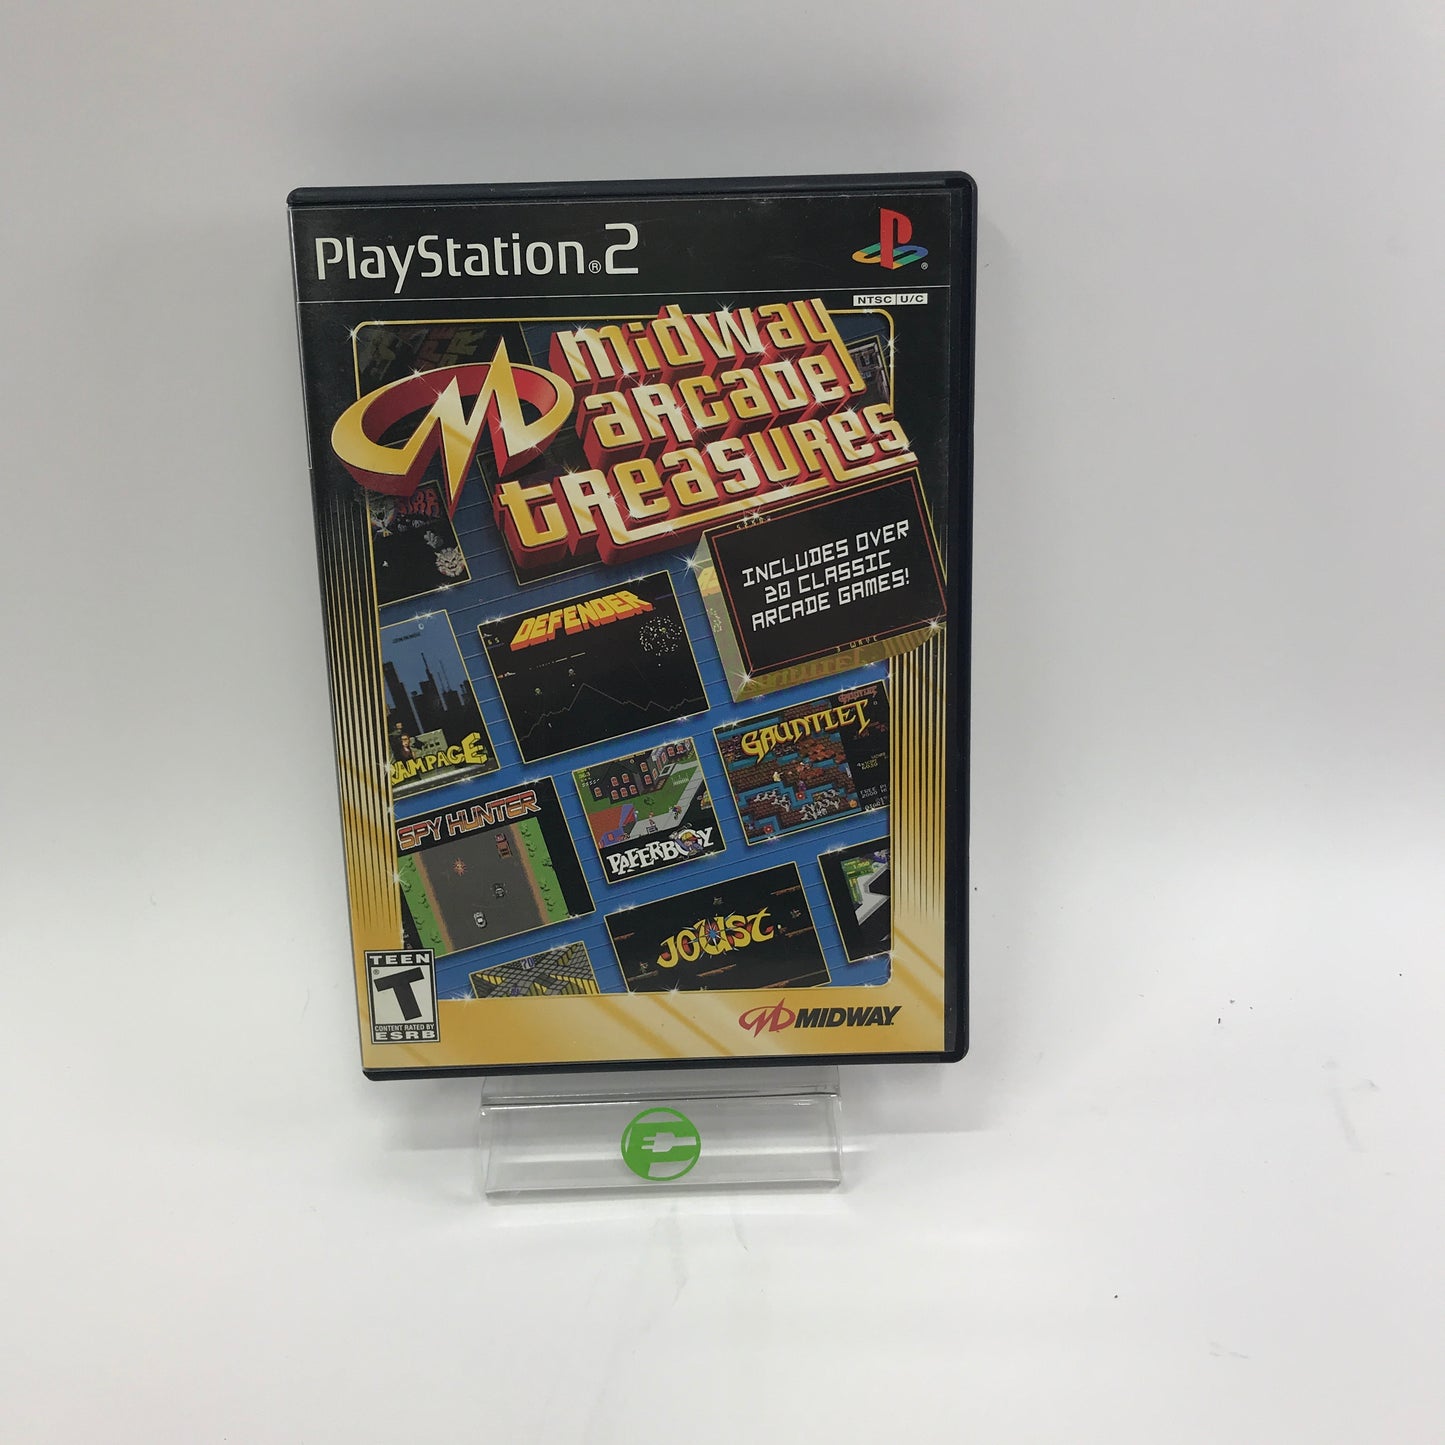 PlayStation®2
NTSC U/C
midway
arcade
treasures
INCLUDES OVER
20 CLASSIC
ARCADE GAMES!
DEFENDER
RAMPAGE
GAUNTLET
SPY HUNTER
PAPERBOY
JOUST
TEEN
T
CONTENT RATED BY
ESRB
MIDWAY